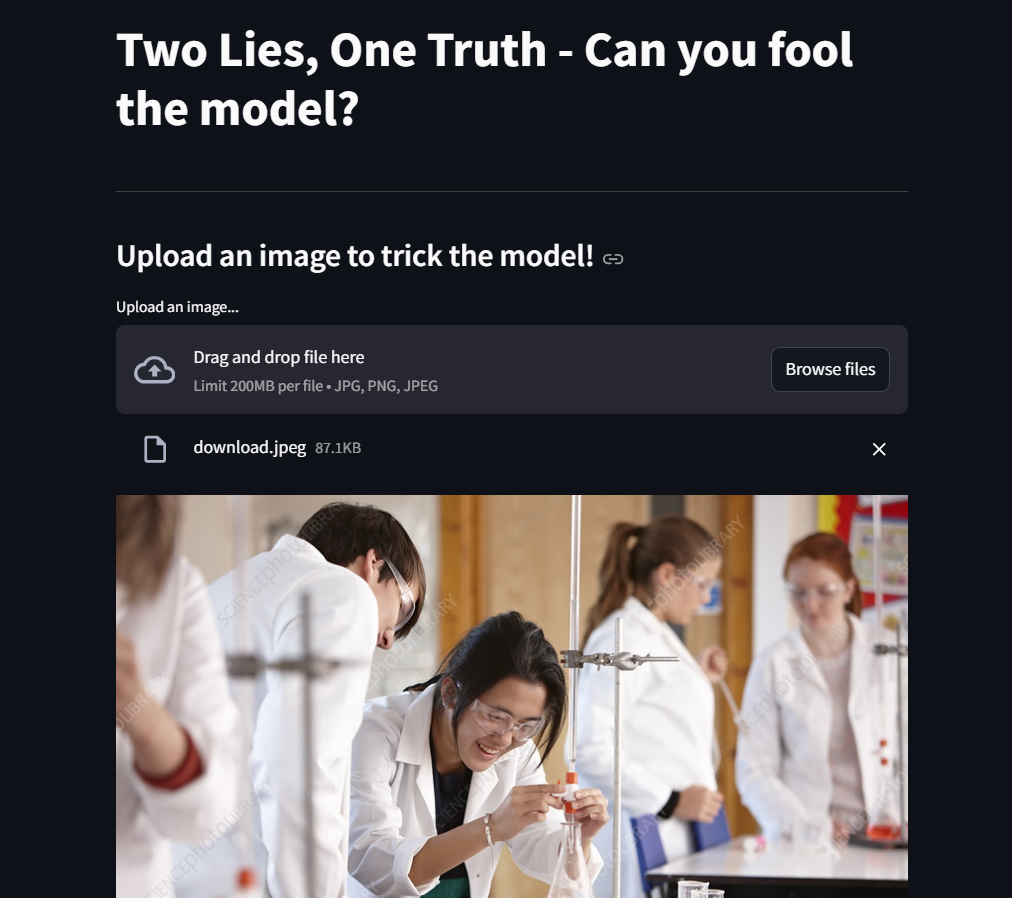 Two Lies, One Truth - Can you fool
the model?
Upload an image to trick the model!
Upload an image...
Drag and drop file here
Limit 200MB per file • JPG, PNG, JPEG
Browse files
download.jpeg 87.1KB
SCIENCEphotOLIBRARY